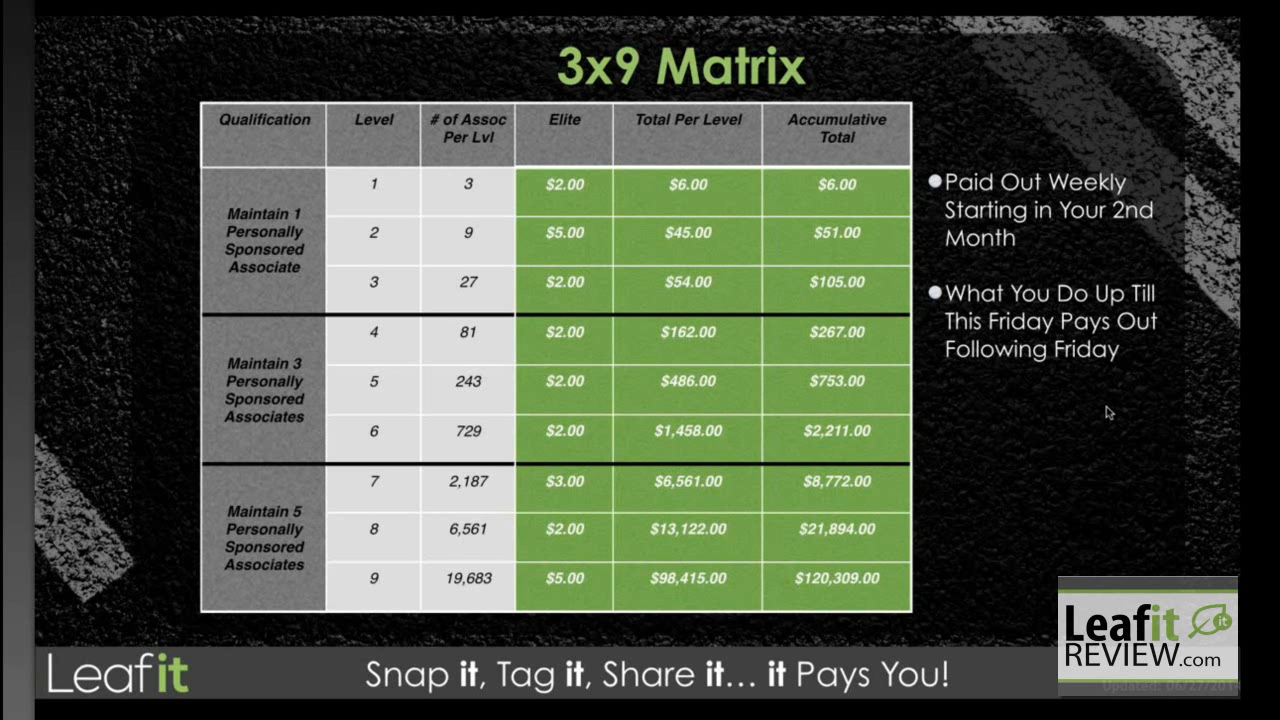 3x9 Matrix
Qualification Level # of Assoc Elite Total Per Level Accumulative
Per Lvl Total
1 3 $2.00 $6.00 $6.00
Maintain 1
Personally
Sponsored
Associate
2 9 $5.00 $45.00 $51.00
3 27 $2.00 $54.00 $105.00
4 81 $2.00 $162.00 $267.00
Maintain 3
Personally
Sponsored
Associates
5 243 $2.00 $486.00 $753.00
6 729 $2.00 $1,458.00 $2,211.00
7 2,187 $3.00 $6,561.00 $8,772.00
Maintain 5
Personally
Sponsored
Associates
8 6,561 $2.00 $13,122.00 $21,894.00
9 19,683 $5.00 $98,415.00 $120,309.00
Paid Out Weekly
Starting in Your 2nd
Month
What You Do Up Till
This Friday Pays Out
Following Friday
Leafit
Snap it, Tag it, Share it... it Pays You!
Leafit it
REVIEW.com
Updated: